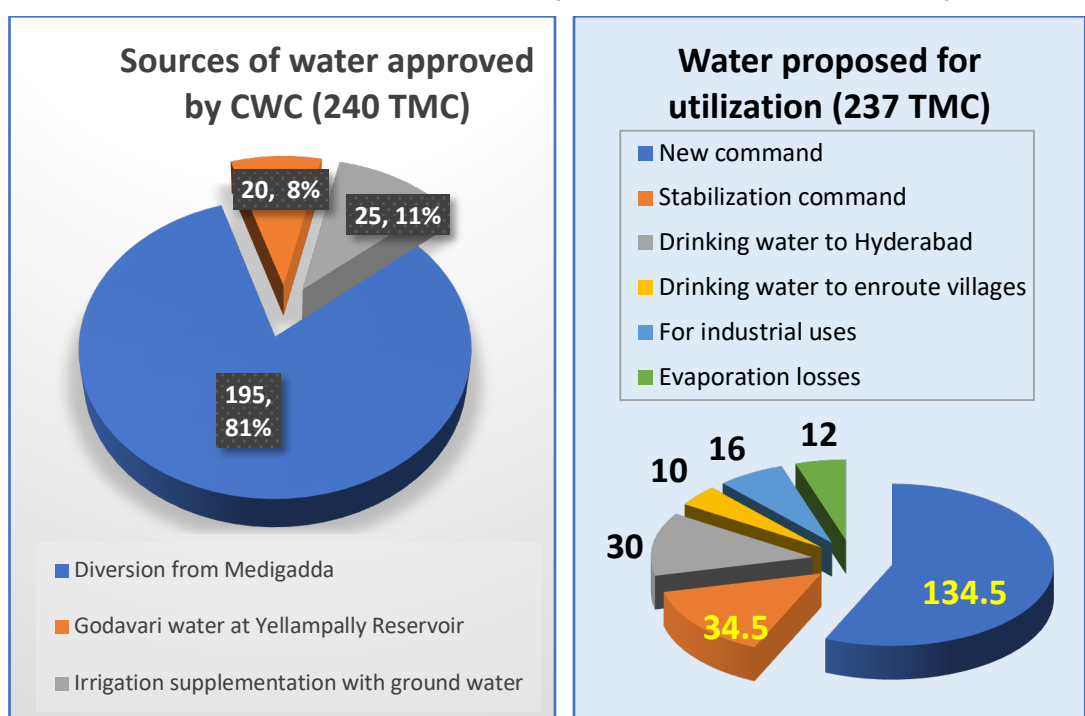 Sources of water approved
by CWC (240 TMC)
20, 8%
25, 11%
195,
81%
Diversion from Medigadda
Godavari water at Yellampally Reservoir
Irrigation supplementation with ground water
Water proposed for
utilization (237 TMC)
New command
Stabilization command
Drinking water to Hyderabad
Drinking water to enroute villages
For industrial uses
Evaporation losses
12
16
10
30
34.5
134.5